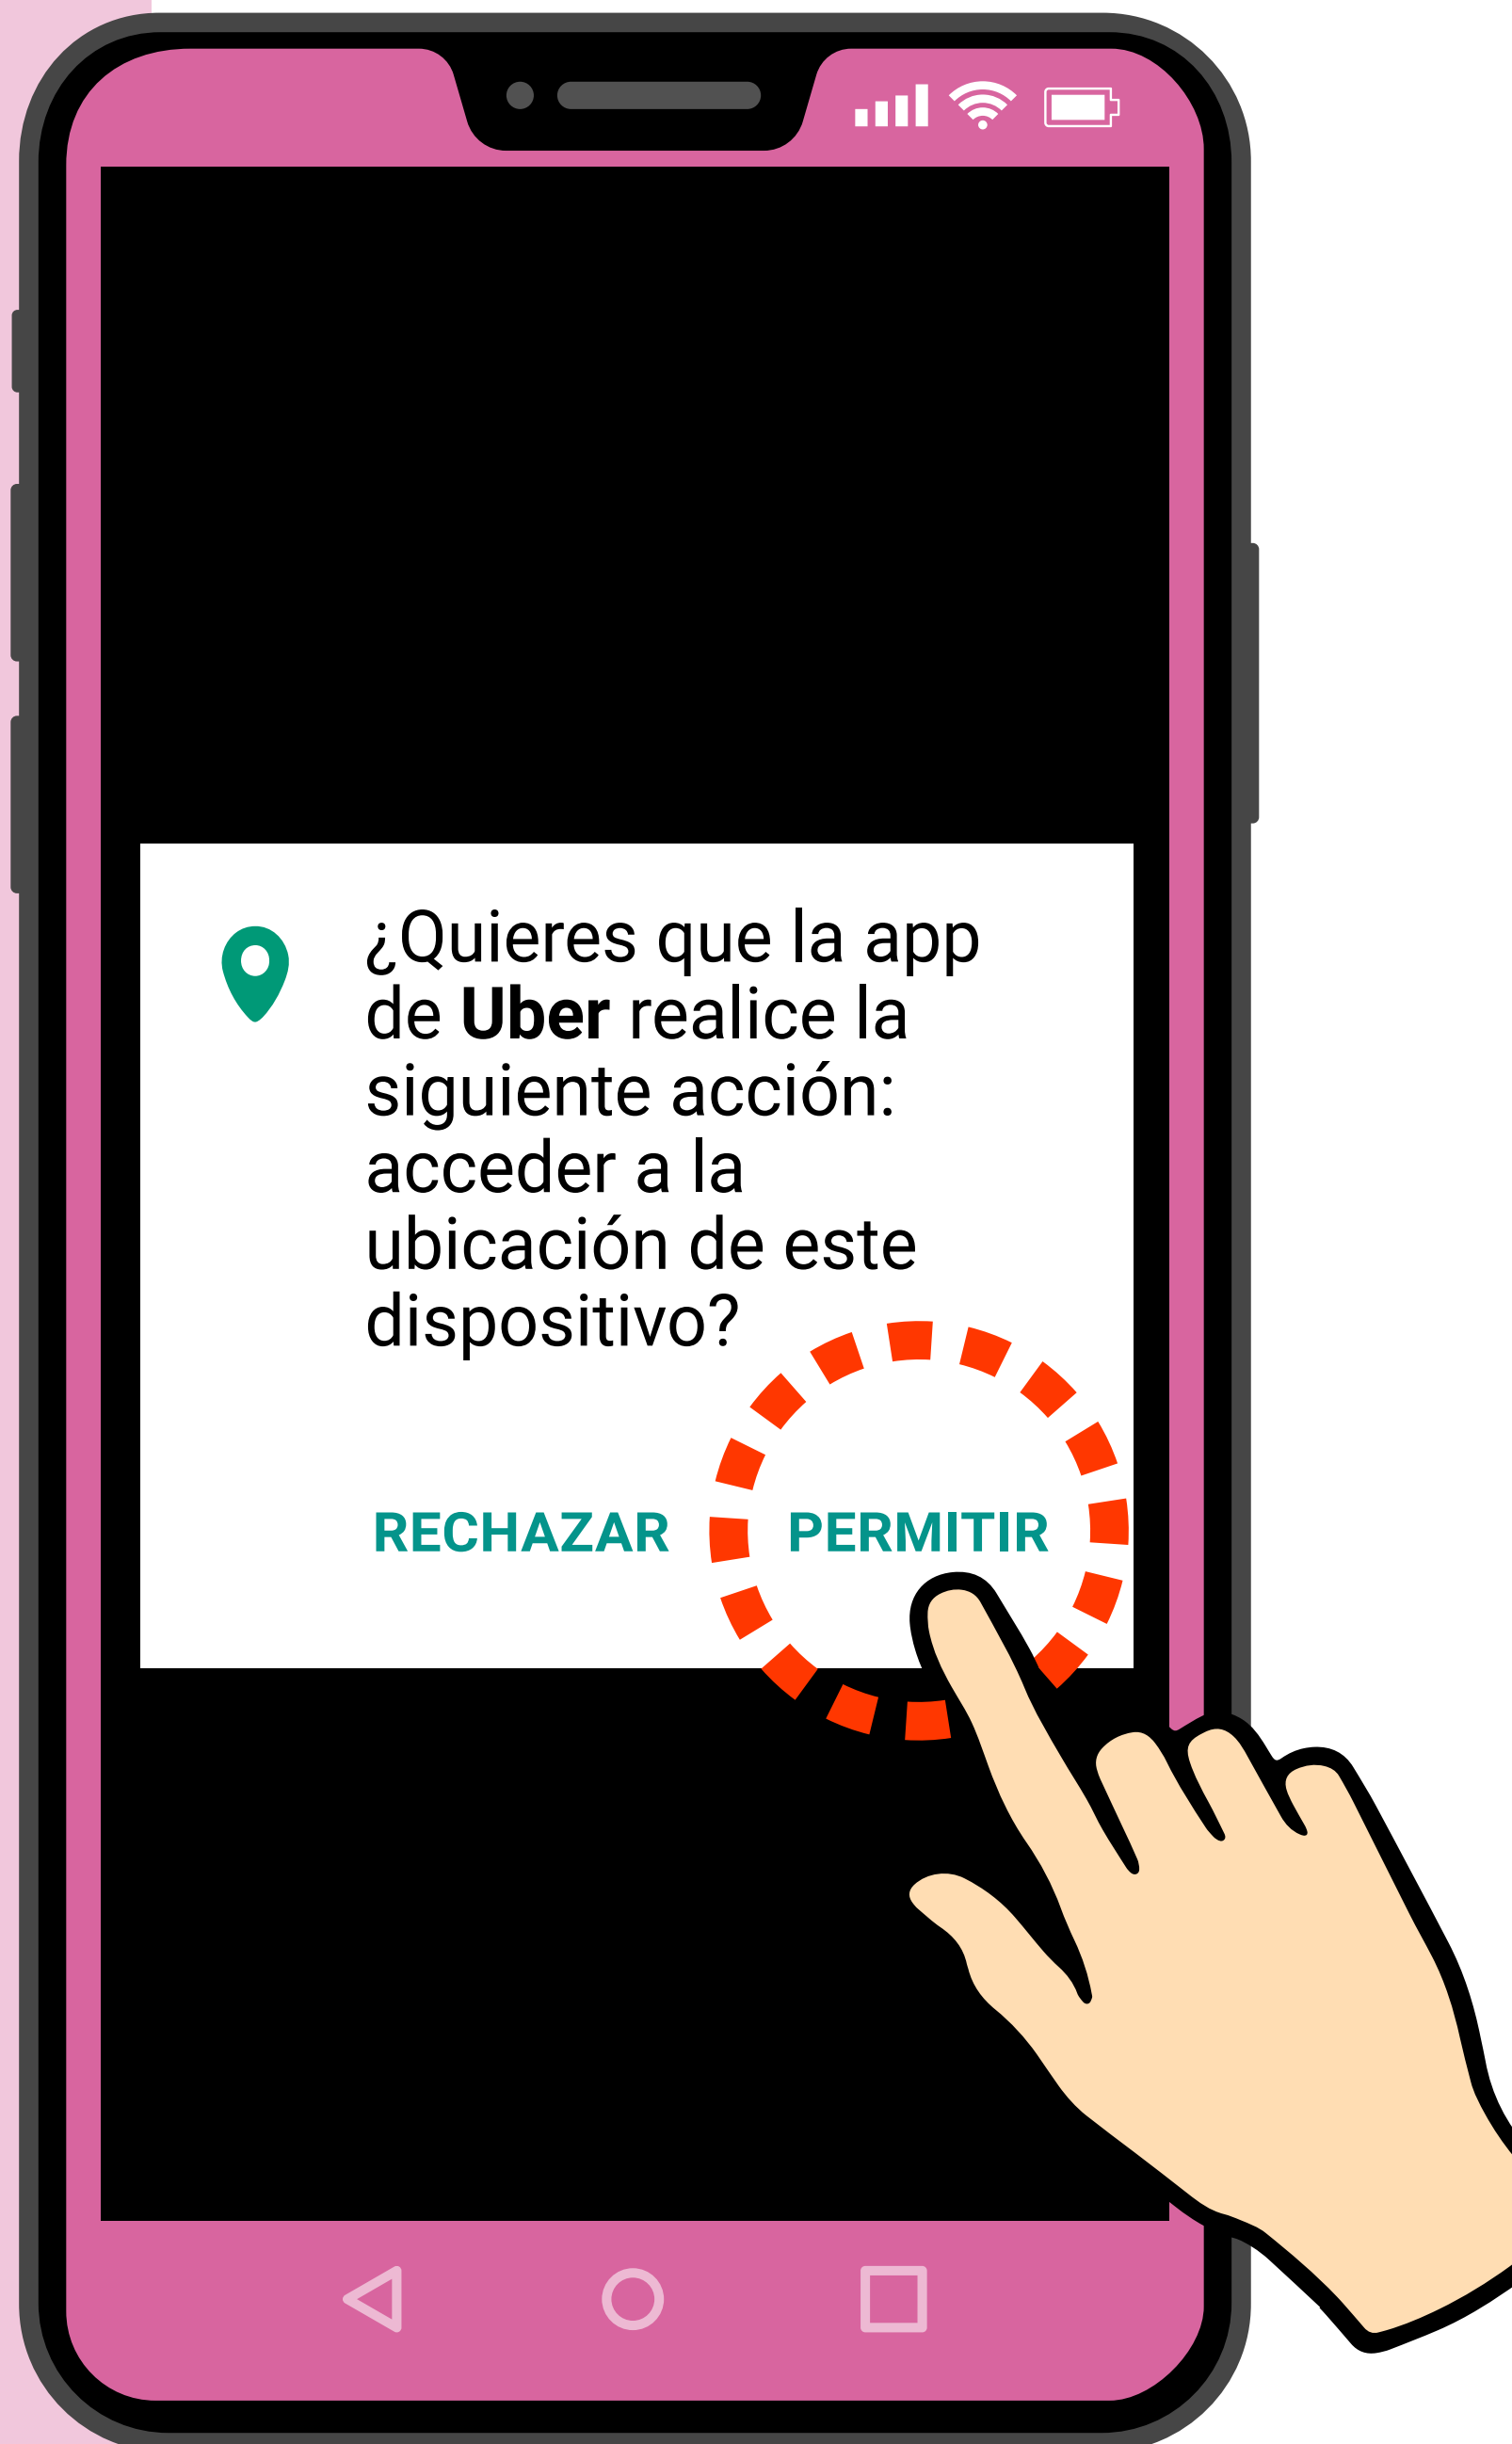 ¿Quieres que la app
de Uber realice la
siguiente acción:
acceder a la
ubicación de este
dispositivo?
RECHAZAR PERMITIR